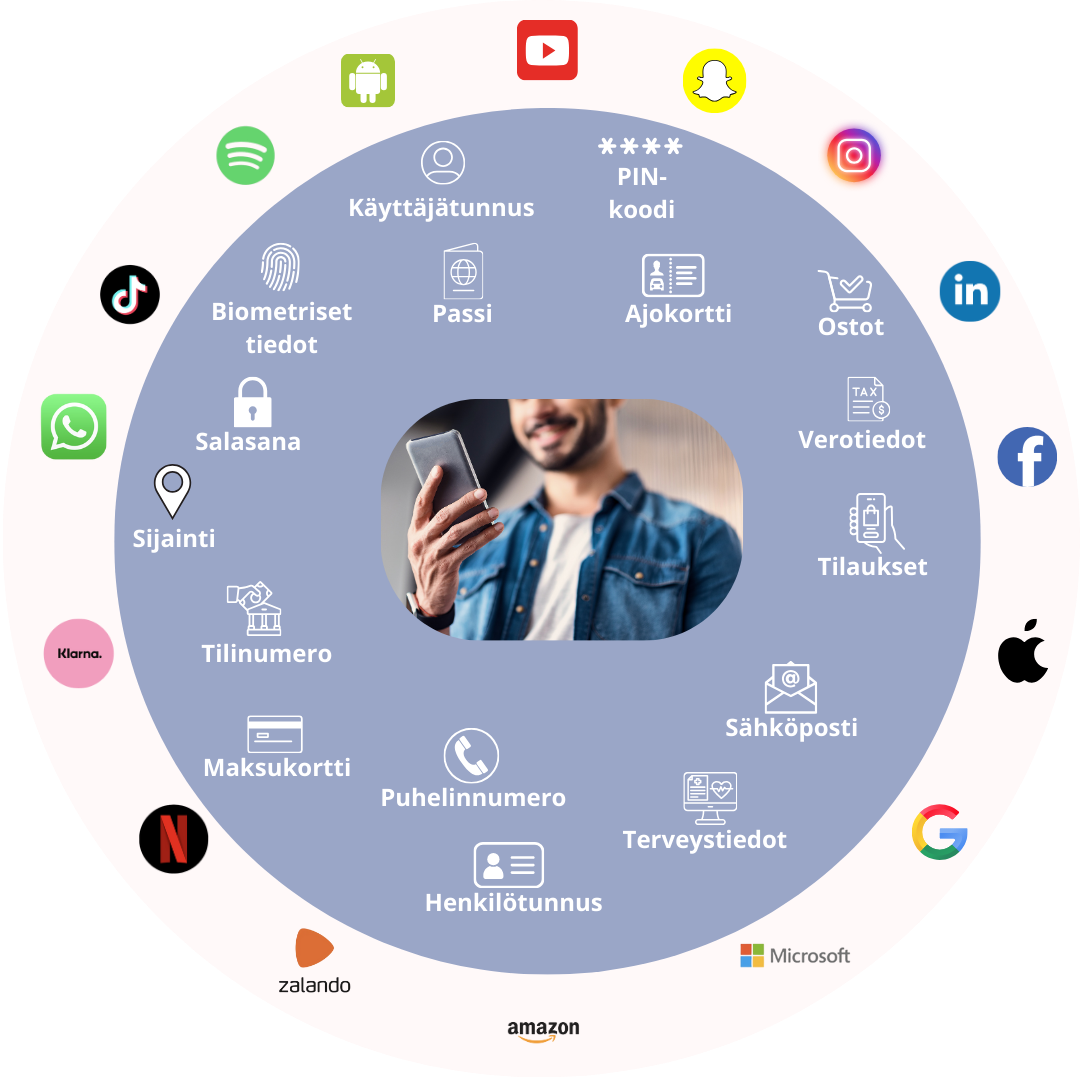 ****
PIN-
koodi
Käyttäjätunnus
Biometriset
tiedot
Passi
Ajokortti
Ostot
in
Salasana
TAX
$
Verotiedot
f
Sijainti
Tilaukset
Tilinumero
Klarna.
@
Sähköposti
Maksukortti
Puhelinnumero
N
Terveystiedot
G
Henkilötunnus
zalando
Microsoft
amazon